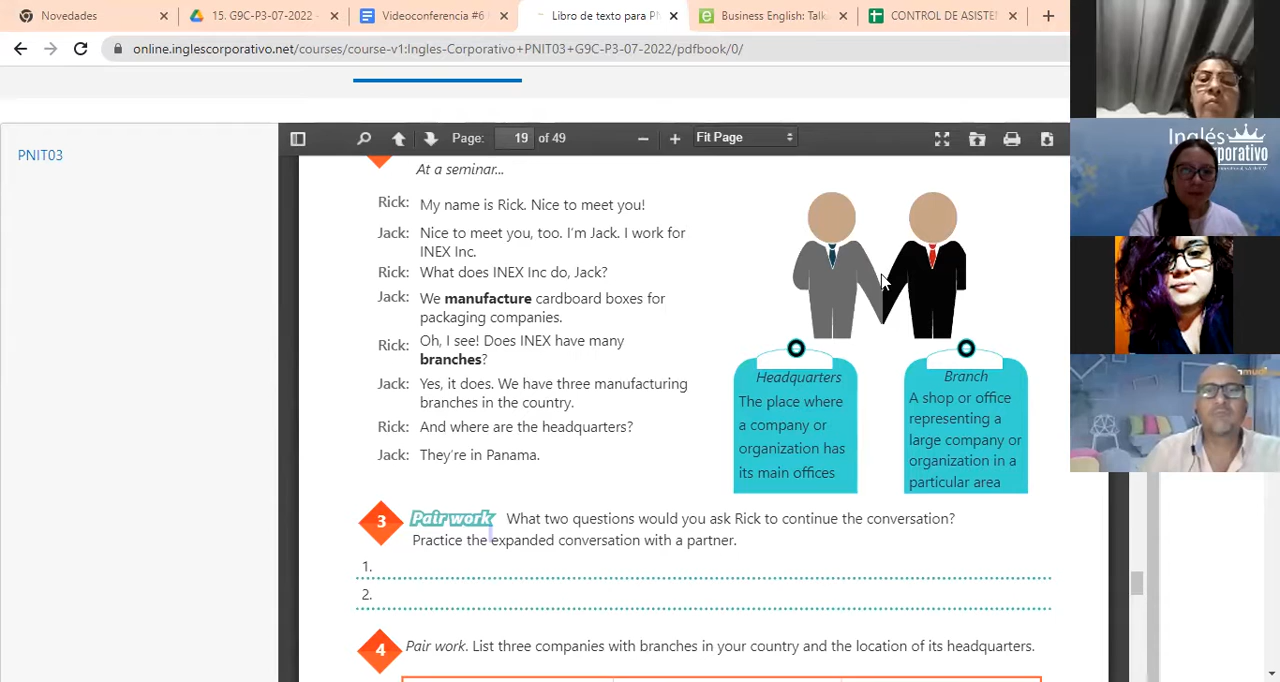 Novedades
15. G9C-P3-07-2022
Videoconferencia #6
Libro de texto para PN
Business English: Talk
CONTROL DE ASISTEN
online.inglescorporativo.net/courses/course-v1:Ingles-Corporativo+PNIT03+G9C-P3-07-2022/pdfbook/0/
PNIT03
Page: 19 of 49
Fit Page
At a seminar...
Rick: My name is Rick. Nice to meet you!
Jack: Nice to meet you, too. I'm Jack. I work for
INEX Inc.
Rick: What does INEX Inc do, Jack?
Jack: We manufacture cardboard boxes for
packaging companies.
Rick: Oh, I see! Does INEX have many
branches?
Jack: Yes, it does. We have three manufacturing
branches in the country.
Rick: And where are the headquarters?
Jack: They're in Panama.
Headquarters
The place where
a company or
organization has
its main offices
Branch
A shop or office
representing a
large company or
organization in a
particular area
3 Pair work What two questions would you ask Rick to continue the conversation?
Practice the expanded conversation with a partner.
1.
2.
4 Pair work. List three companies with branches in your country and the location of its headquarters.
Inglés